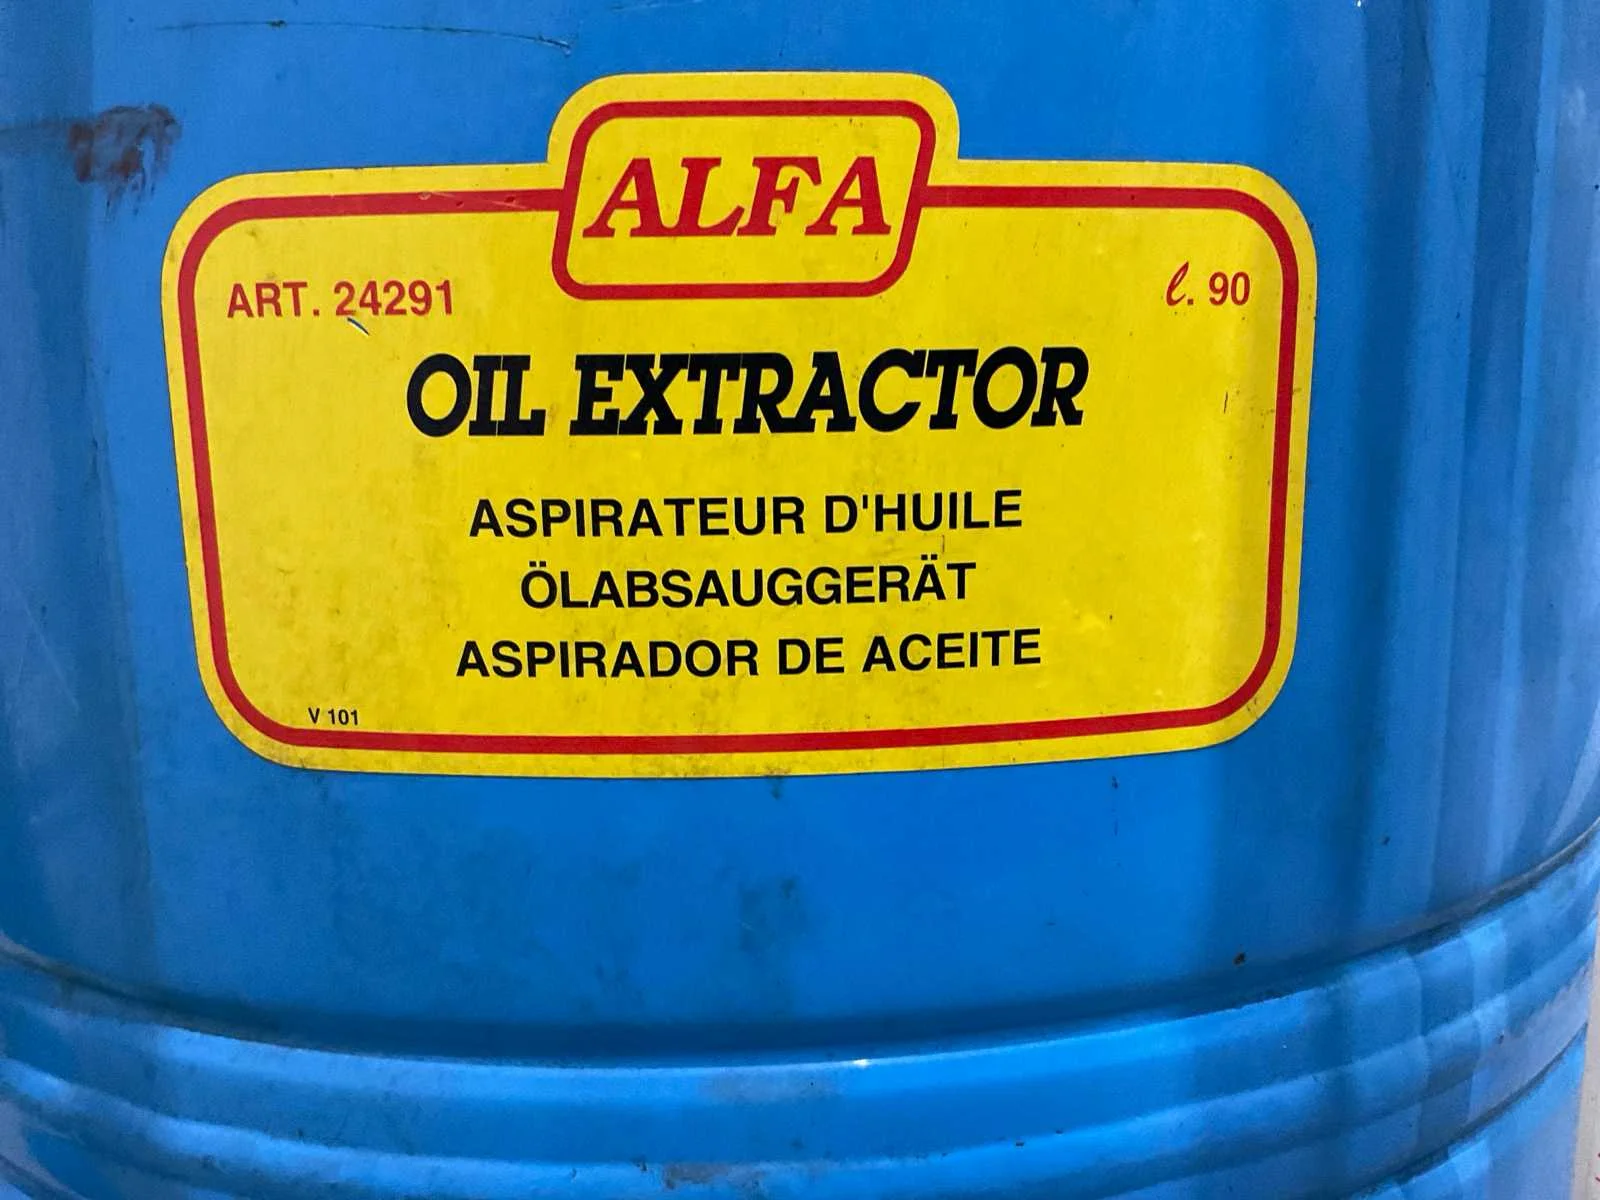 ALFA
ART. 24291
ℓ. 90
OIL EXTRACTOR
ASPIRATEUR D'HUILE
ÖLABSAUGGERÄT
ASPIRADOR DE ACEITE
V 101